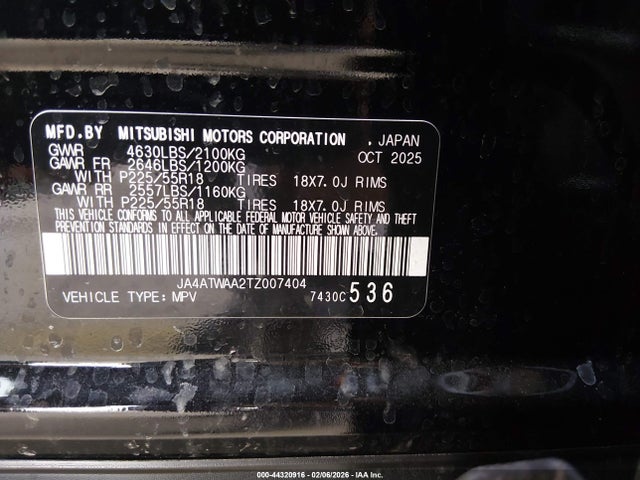 MFD.BY MITSUBISHI MOTORS CORPORATION . JAPAN
GVWR 4630LBS/2100KG OCT 2025
GAWR FR 2646LBS/1200KG
WITH P225/55R18 TIRES 18X7.0J RIMS
GAWR RR 2557LBS/1160KG
WITH P225/55R18 TIRES 18X7.0J RIMS
THIS VEHICLE CONFORMS TO ALL APPLICABLE FEDERAL MOTOR VEHICLE SAFETY AND THEFT
PREVENTION STANDARDS IN EFFECT ON THE DATE OF MANUFACTURE SHOWN ABOVE.
JA4ATWAA2TZ007404
VEHICLE TYPE: MPV 7430C 536
000-44320916 - 02/06/2026 - IAA Inc.